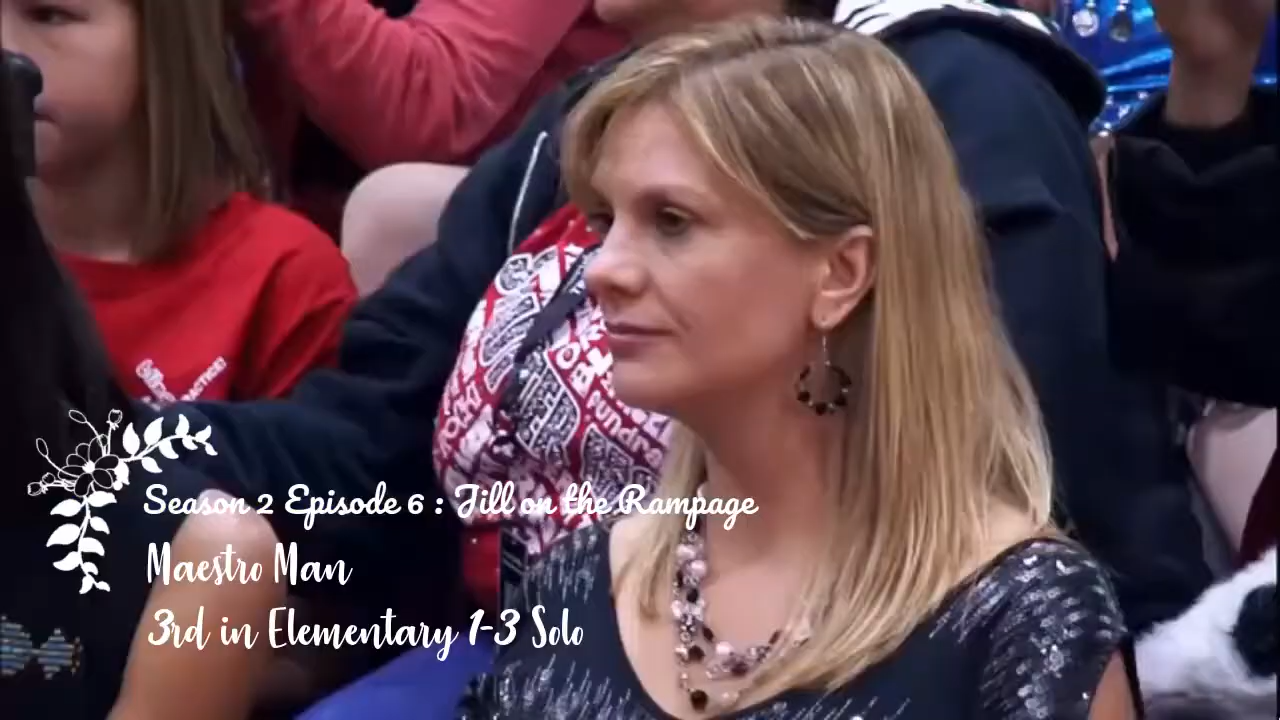 Season 2 Episode 6 : Jill on the Rampage
Maestro Man
3rd in Elementary 1-3 Solo